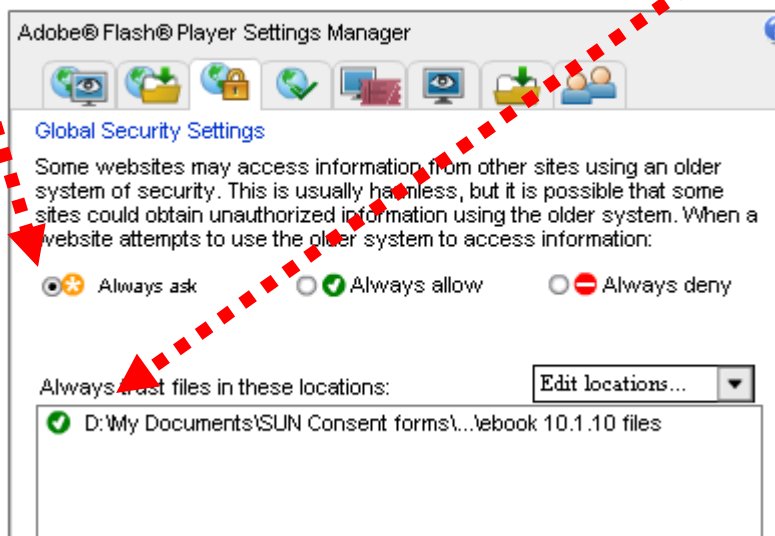 Adobe® Flash® Player Settings Manager
Global Security Settings
Some websites may access information from other sites using an older
system of security. This is usually harmless, but it is possible that some
sites could obtain unauthorized information using the older system. When a
website attempts to use the older system to access information:
Always ask Always allow Always deny
Always trust files in these locations: Edit locations...
D:\My Documents\SUN Consent forms\...\ebook 10.1.10 files